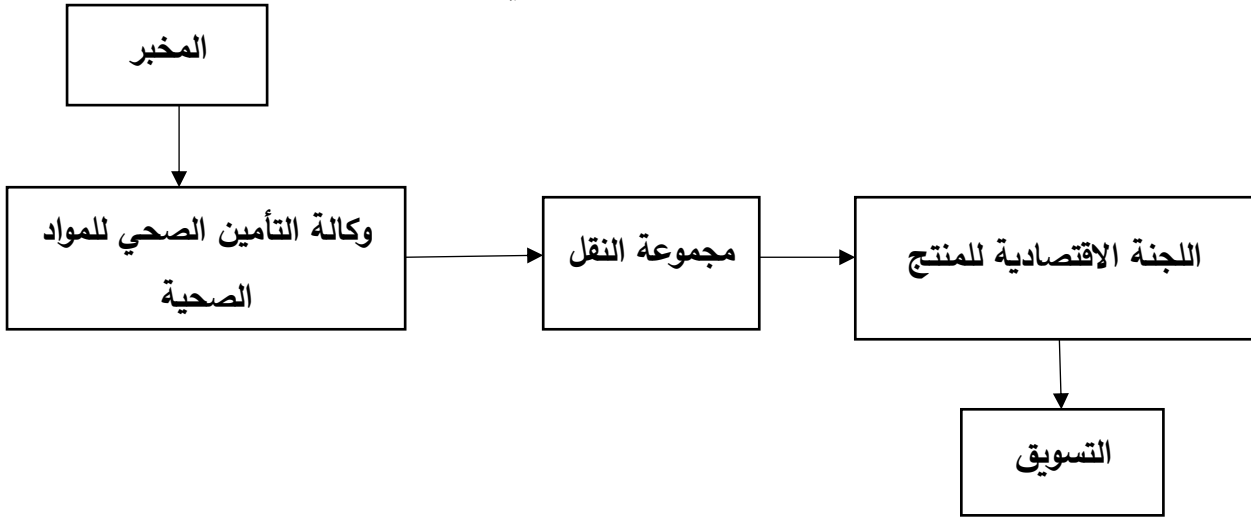 المخبر
وكالة التأمين الصحي للمواد
الصحية
مجموعة النقل
اللجنة الاقتصادية للمنتج
التسويق